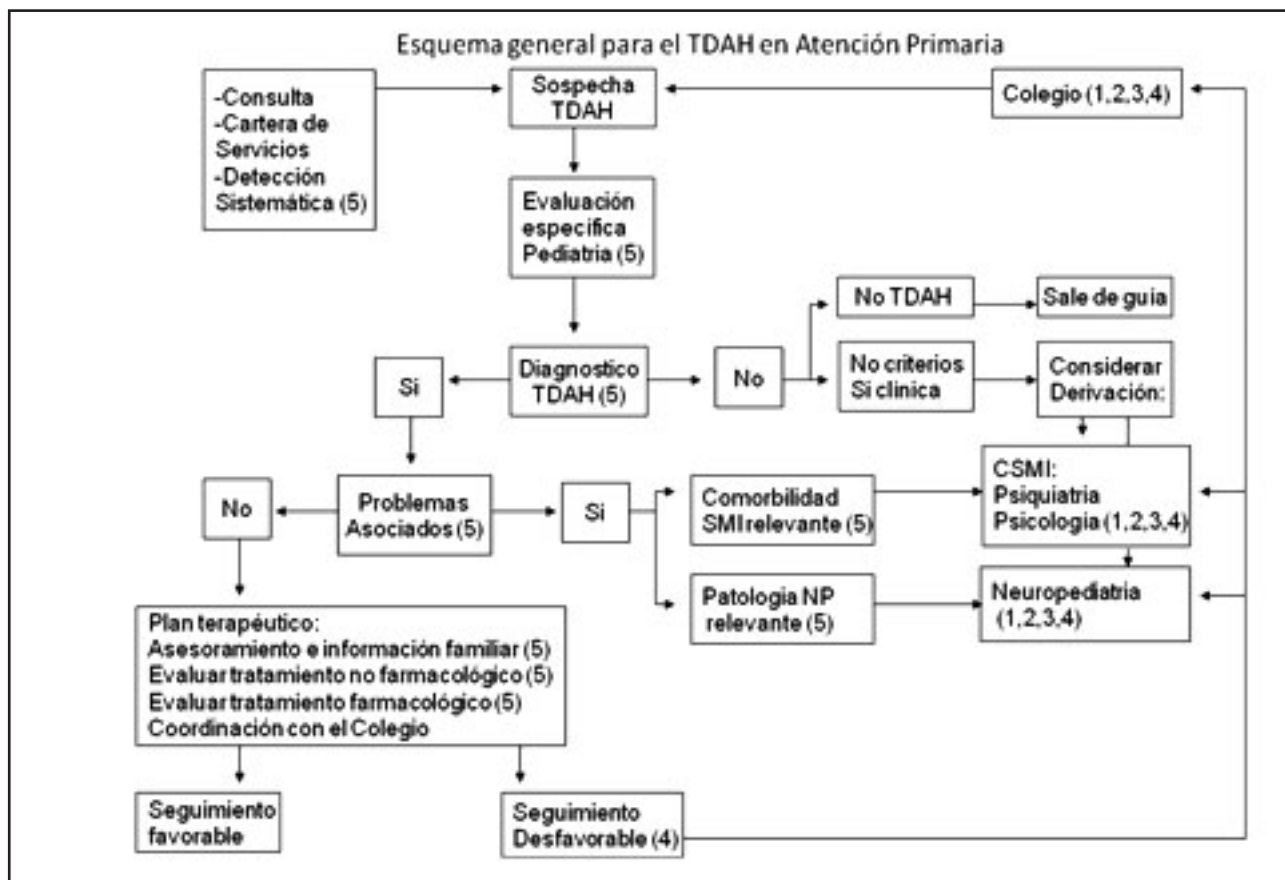 Esquema general para el TDAH en Atención Primaria
-Consulta
-Cartera de
Servicios
-Detección
Sistemática (5)
Sospecha
TDAH
Colegio (1,2,3,4)
Evaluación
específica
Pediatria (5)
No TDAH
Sale de guia
Si
Diagnostico
TDAH (5)
No
No criterios
Si clinica
Considerar
Derivación:
No
Problemas
Asociados (5)
Si
Comorbilidad
SMI relevante (5)
CSMI:
Psiquiatria
Psicologia (1,2,3,4)
Patologia NP
relevante (5)
Neuropediatria
(1,2,3,4)
Plan terapéutico:
Asesoramiento e información familiar (5)
Evaluar tratamiento no farmacológico (5)
Evaluar tratamiento farmacológico (5)
Coordinación con el Colegio
Seguimiento
favorable
Seguimiento
Desfavorable (4)